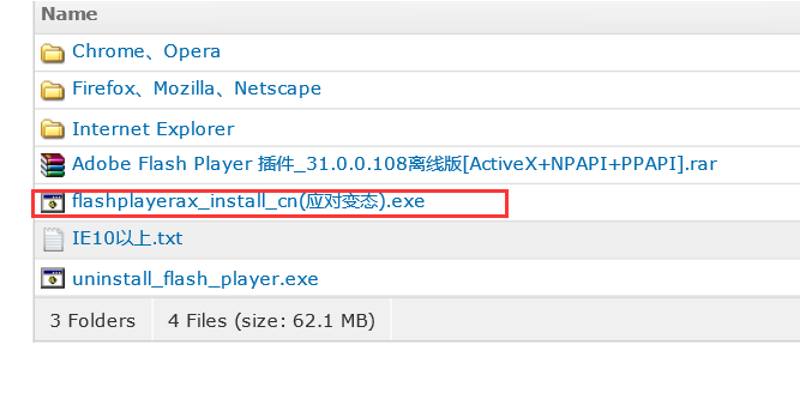 Name
Chrome、Opera
Firefox、Mozilla、Netscape
Internet Explorer
Adobe Flash Player 插件_31.0.0.108离线版[ActiveX+NPAPI+PPAPI].rar
flashplayerax_install_cn(应对变态).exe
IE10以上.txt
uninstall_flash_player.exe
3 Folders 4 Files (size: 62.1 MB)